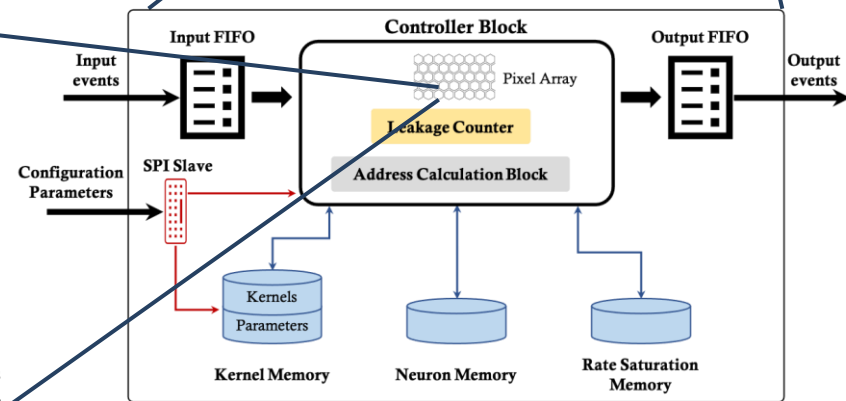 Controller Block
Input FIFO
Output FIFO
Input
events
Pixel Array
Output
events
Leakage Counter
Configuration
Parameters
SPI Slave
Address Calculation Block
Kernels
Parameters
Kernel Memory
Neuron Memory
Rate Saturation
Memory